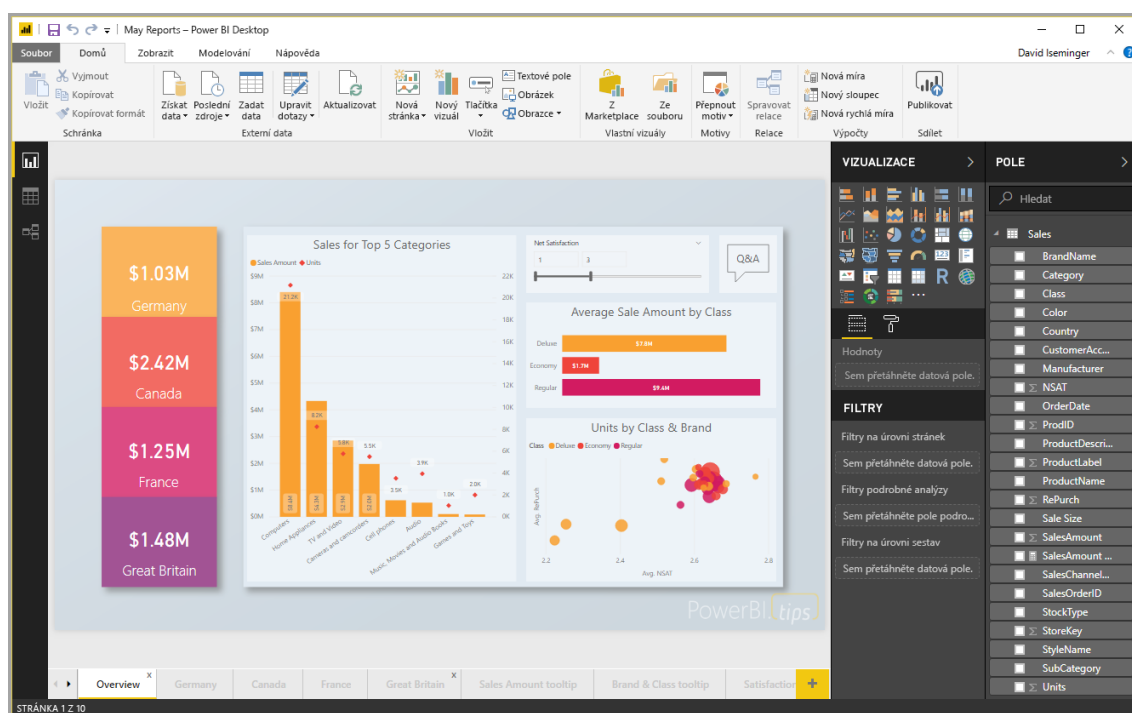 May Reports – Power BI Desktop
Soubor Domů Zobrazit Modelování Nápověda David Iseminger
Vložit
Vyjmout
Kopírovat
Kopírovat formát
Schránka
Získat data
Poslední zdroje
Zadat data
Upravit dotazy
Externí data
Aktualizovat
Nová stránka
Nový vizuál
Tlačítka
Textové pole
Obrázek
Obrazce
Vložit
Z Marketplace
Ze souboru
Vlastní vizuály
Přepnout motiv
Motivy
Spravovat relace
Relace
Nová míra
Nový sloupec
Nová rychlá míra
Výpočty
Publikovat
Sdílet
$1.03M
Germany
$2.42M
Canada
$1.25M
France
$1.48M
Great Britain
Sales for Top 5 Categories
Sales Amount Units
$9M
$8M
$7M
$6M
$5M
$4M
$3M
$2M
$1M
$0M
22K
20K
18K
16K
14K
12K
10K
8K
6K
4K
2K
0K
21.2K
8.2K
5.8K
5.5K
2.5K
3.9K
1.0K
2.0K
$8.4M
$4.3M
$2.9M
$2.0M
Computers
Home Appliances
TV and Video
Cameras and camcorders
Cell phones
Audio
Music, Movies and Audio Books
Games and Toys
Net Satisfaction
1 3
Q&A
Average Sale Amount by Class
Deluxe $7.8M
Economy $1.7M
Regular $9.4M
Units by Class & Brand
Class Deluxe Economy Regular
Avg. RePurch
2.2 2.4 2.6 2.8
Avg. NSAT
PowerBI.tips
VIZUALIZACE
R
Hodnoty
Sem přetáhněte datová pole.
FILTRY
Filtry na úrovni stránek
Sem přetáhněte datová pole.
Filtry podrobné analýzy
Sem přetáhněte pole podro...
Filtry na úrovni sestav
Sem přetáhněte datová pole.
POLE
Hledat
Sales
BrandName
Category
Class
Color
Country
CustomerAcc...
Manufacturer
NSAT
OrderDate
ProdID
ProductDescri...
ProductLabel
ProductName
RePurch
Sale Size
SalesAmount
SalesAmount ...
SalesChannel...
SalesOrderID
StockType
StoreKey
StyleName
SubCategory
Units
Overview Germany Canada France Great Britain Sales Amount tooltip Brand & Class tooltip Satisfaction
STRÁNKA 1 Z 10